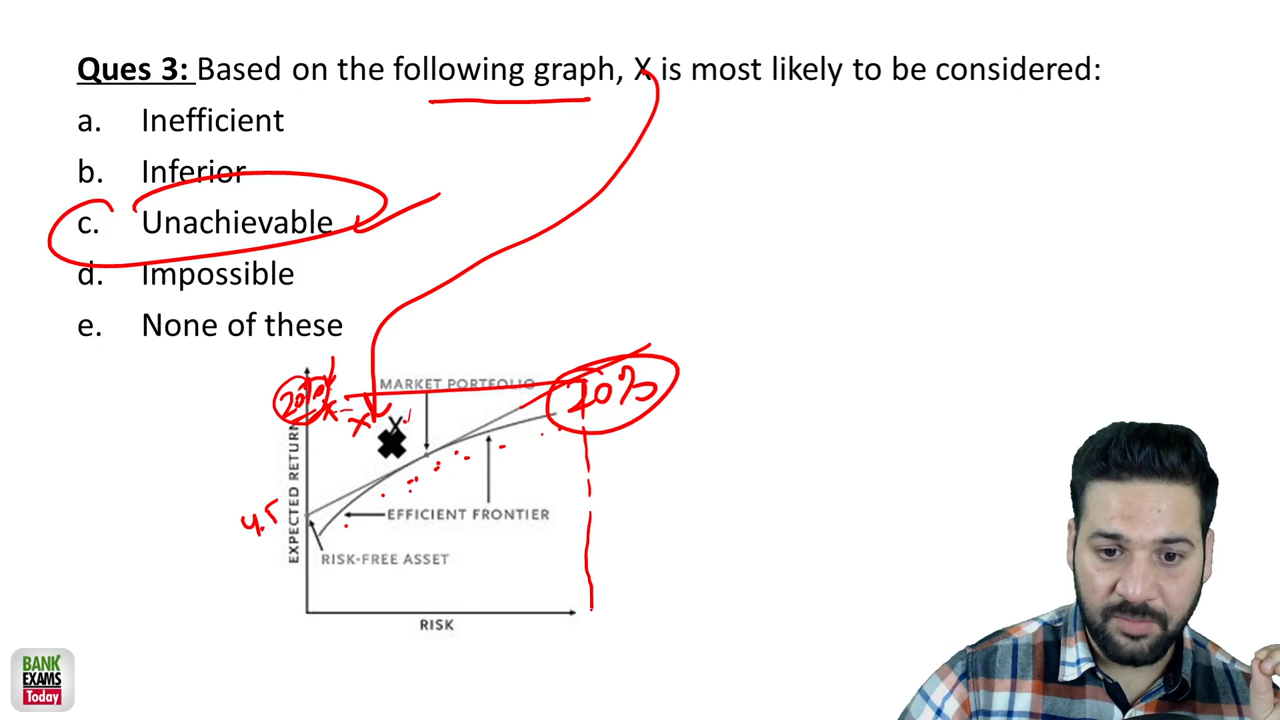 Ques 3: Based on the following graph, X is most likely to be considered:
a. Inefficient
b. Inferior
c. Unachievable
d. Impossible
e. None of these
MARKET PORTFOLIO
20%
20%
X
X
EXPECTED RETURN
4.5
EFFICIENT FRONTIER
RISK-FREE ASSET
RISK
BANK
EXAMS
Today